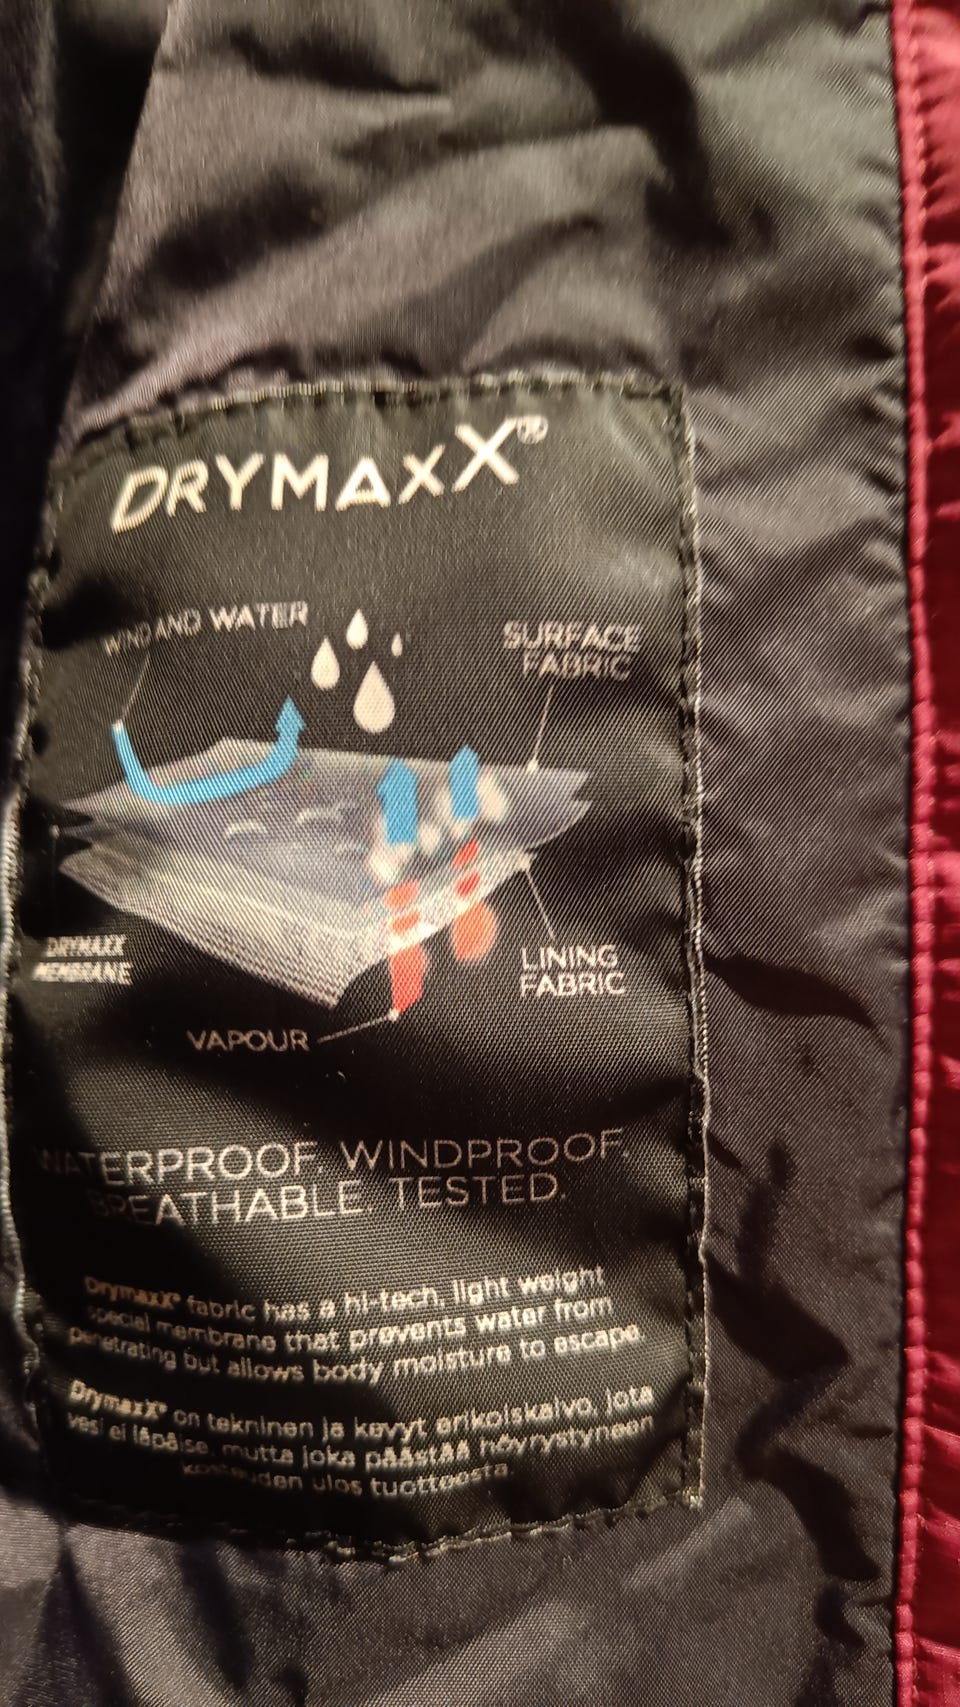 DRYMAXX®
WIND AND WATER
SURFACE
FABRIC
DRYMAXX
MEMBRANE
LINING
FABRIC
VAPOUR
WATERPROOF. WINDPROOF.
BREATHABLE. TESTED.
DrymaxX® fabric has a hi-tech, light weight
special membrane that prevents water from
penetrating but allows body moisture to escape.
DrymaxX® on tekninen ja kevyt erikoiskalvo, jota
vesi ei läpäise, mutta joka päästää höyrystyneen
kosteuden ulos tuotteesta.